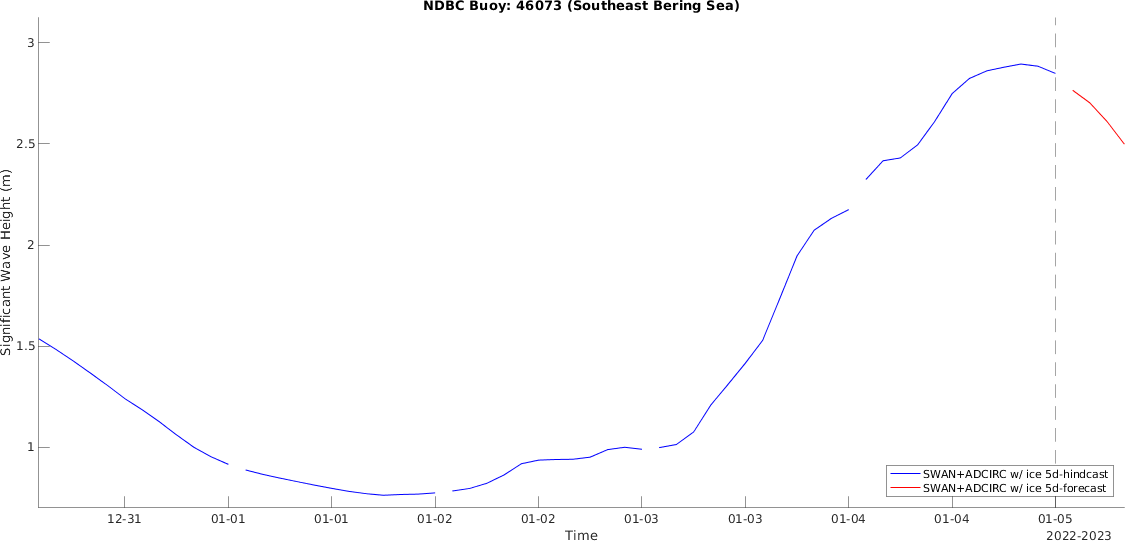 NDBC Buoy: 46073 (Southeast Bering Sea)
3
2.5
2
1.5
1
Significant Wave Height (m)
SWAN+ADCIRC w/ ice 5d-hindcast
SWAN+ADCIRC w/ ice 5d-forecast
12-31 01-01 01-01 01-02 01-02 01-03 01-03 01-04 01-04 01-05
Time
2022-2023